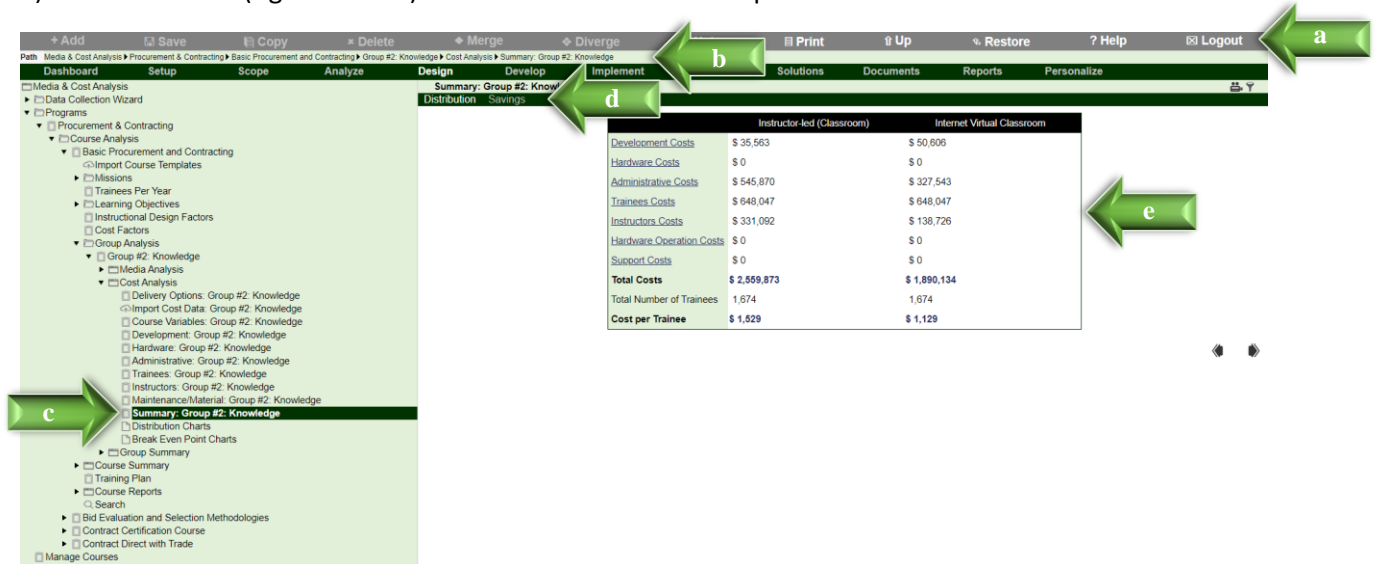 + Add Save Copy × Delete Merge Diverge Print Up Restore ? Help Logout a
Path Media & Cost Analysis Procurement & Contracting Basic Procurement and Contracting Group #2: Knowledge Cost Analysis Summary: Group #2: Knowledge b
Dashboard Setup Scope Analyze Design Develop Implement Solutions Documents Reports Personalize
Media & Cost Analysis
Summary: Group #2:
Data Collection Wizard
Distribution Savings d
Programs
Procurement & Contracting
Course Analysis
Basic Procurement and Contracting
Import Course Templates
Missions
Trainees Per Year
Learning Objectives
Instructional Design Factors
Cost Factors
Group Analysis
Group #2: Knowledge
Media Analysis
Cost Analysis
Delivery Options: Group #2: Knowledge
Import Cost Data: Group #2: Knowledge
Course Variables: Group #2: Knowledge
Development: Group #2: Knowledge
Hardware: Group #2: Knowledge
Administrative: Group #2: Knowledge
Trainees: Group #2: Knowledge
Instructors: Group #2: Knowledge
Maintenance/Material: Group #2: Knowledge
c Summary: Group #2: Knowledge
Distribution Charts
Break Even Point Charts
Group Summary
Course Summary
Training Plan
Course Reports
Search
Bid Evaluation and Selection Methodologies
Contract Certification Course
Contract Direct with Trade
Manage Courses
Instructor-led (Classroom) Internet Virtual Classroom
Development Costs $ 35,563 $ 50,606
Hardware Costs $ 0 $ 0
Administrative Costs $ 545,870 $ 327,543
Trainees Costs $ 648,047 $ 648,047
Instructors Costs $ 331,092 $ 138,726
e
Hardware Operation Costs $ 0 $ 0
Support Costs $ 0 $ 0
Total Costs $ 2,559,873 $ 1,890,134
Total Number of Trainees 1,674 1,674
Cost per Trainee $ 1,529 $ 1,129